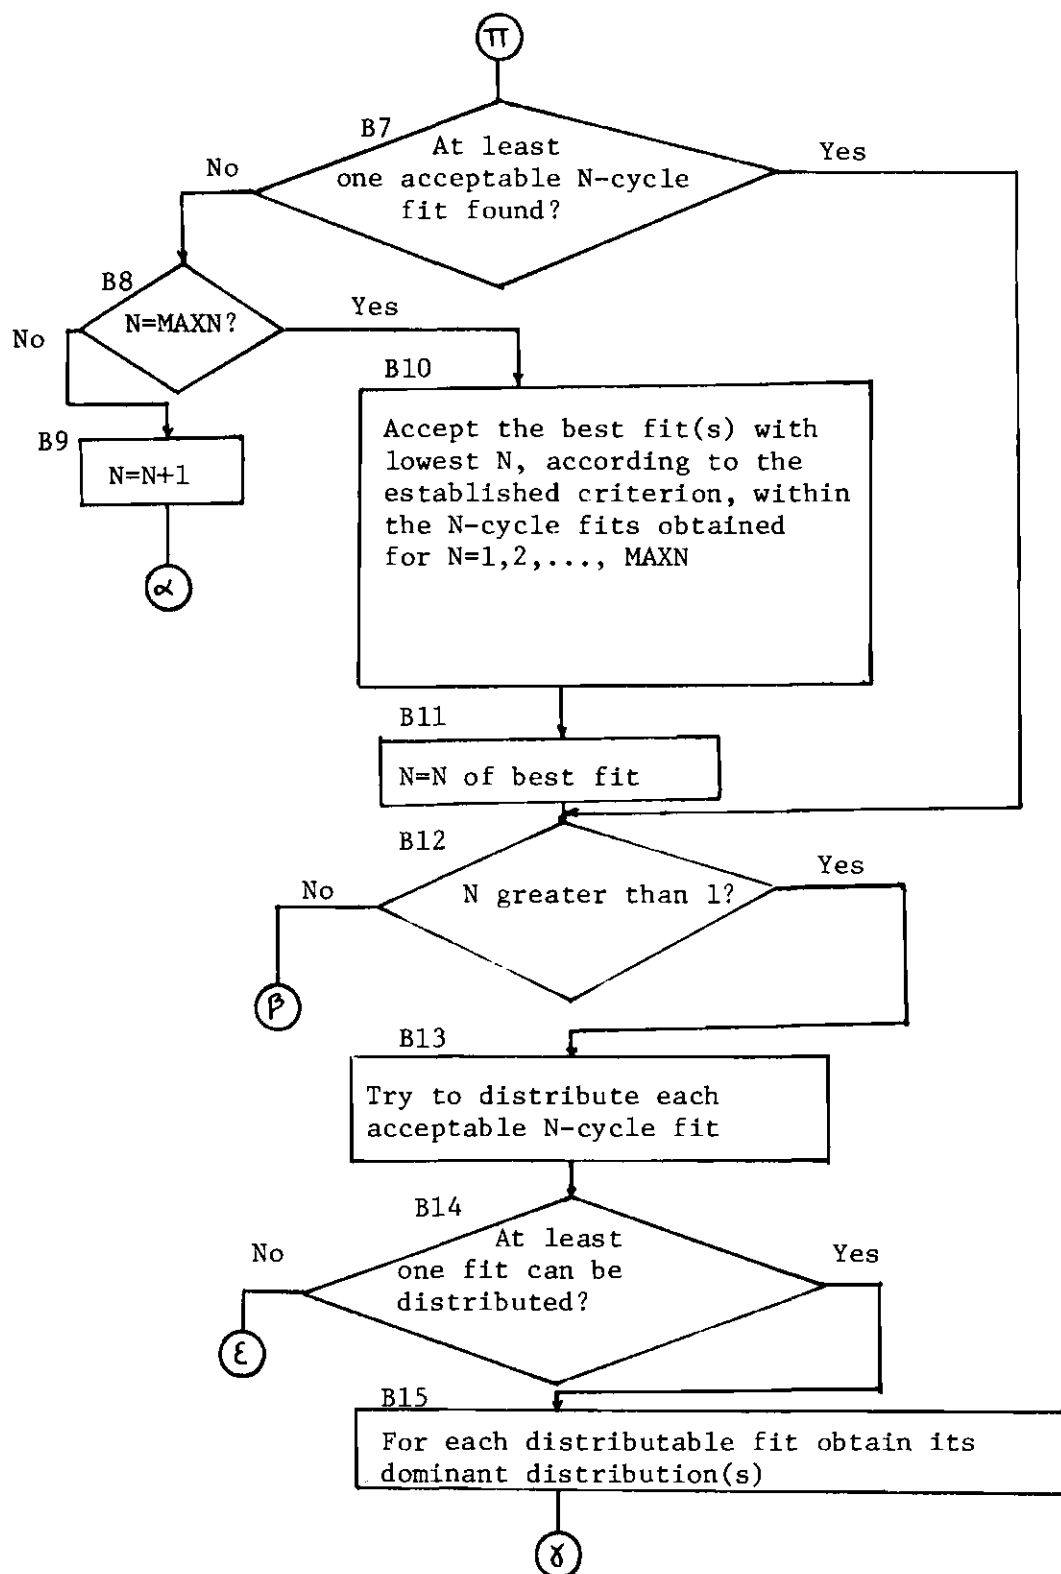 π
B7
At least
one acceptable N-cycle
fit found?
No
Yes
B8
N=MAXN?
No
Yes
B9
N=N+1
α
B10
Accept the best fit(s) with
lowest N, according to the
established criterion, within
the N-cycle fits obtained
for N=1,2,..., MAXN
B11
N=N of best fit
B12
N greater than 1?
No
Yes
β
B13
Try to distribute each
acceptable N-cycle fit
B14
At least
one fit can be
distributed?
No
Yes
ε
B15
For each distributable fit obtain its
dominant distribution(s)
γ